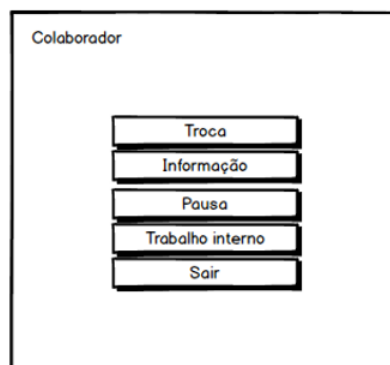 Colaborador
Troca
Informação
Pausa
Trabalho interno
Sair